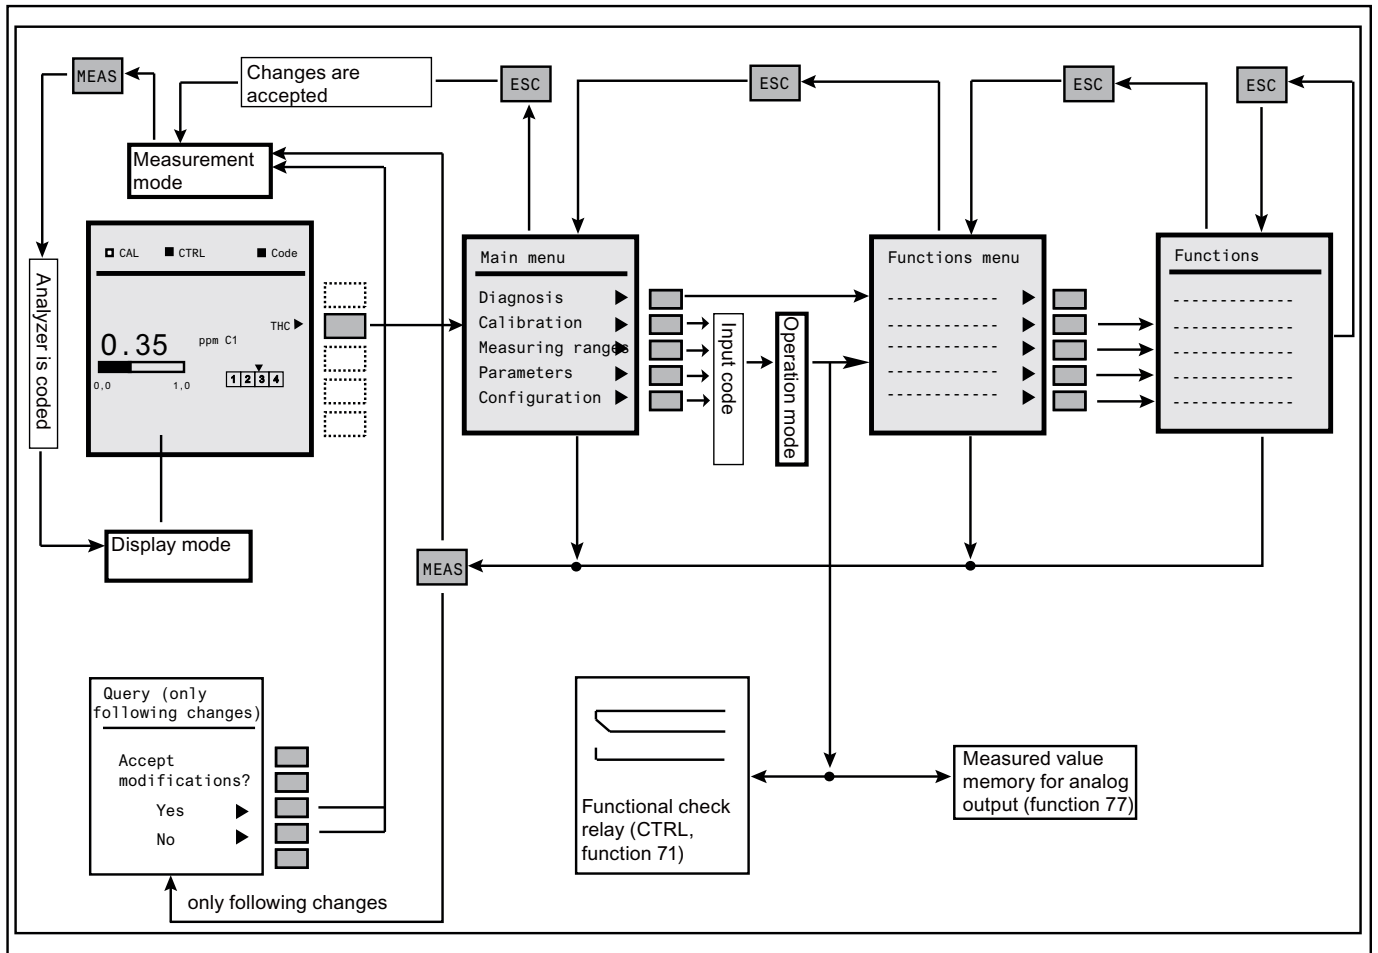 MEAS
Changes are
accepted
ESC
ESC
ESC
ESC
Measurement
mode
CAL
CTRL
Code
THC
0.35
ppm C1
0,0
1,0
1 2 3 4
Analyzer is coded
Display mode
Main menu
Diagnosis
Calibration
Measuring ranges
Parameters
Configuration
Input code
Operation mode
Functions menu
------------
------------
------------
------------
------------
Functions
-------------
-------------
-------------
-------------
-------------
MEAS
Query (only
following changes)
Accept
modifications?
Yes
No
only following changes
Functional check
relay (CTRL,
function 71)
Measured value
memory for analog
output (function 77)